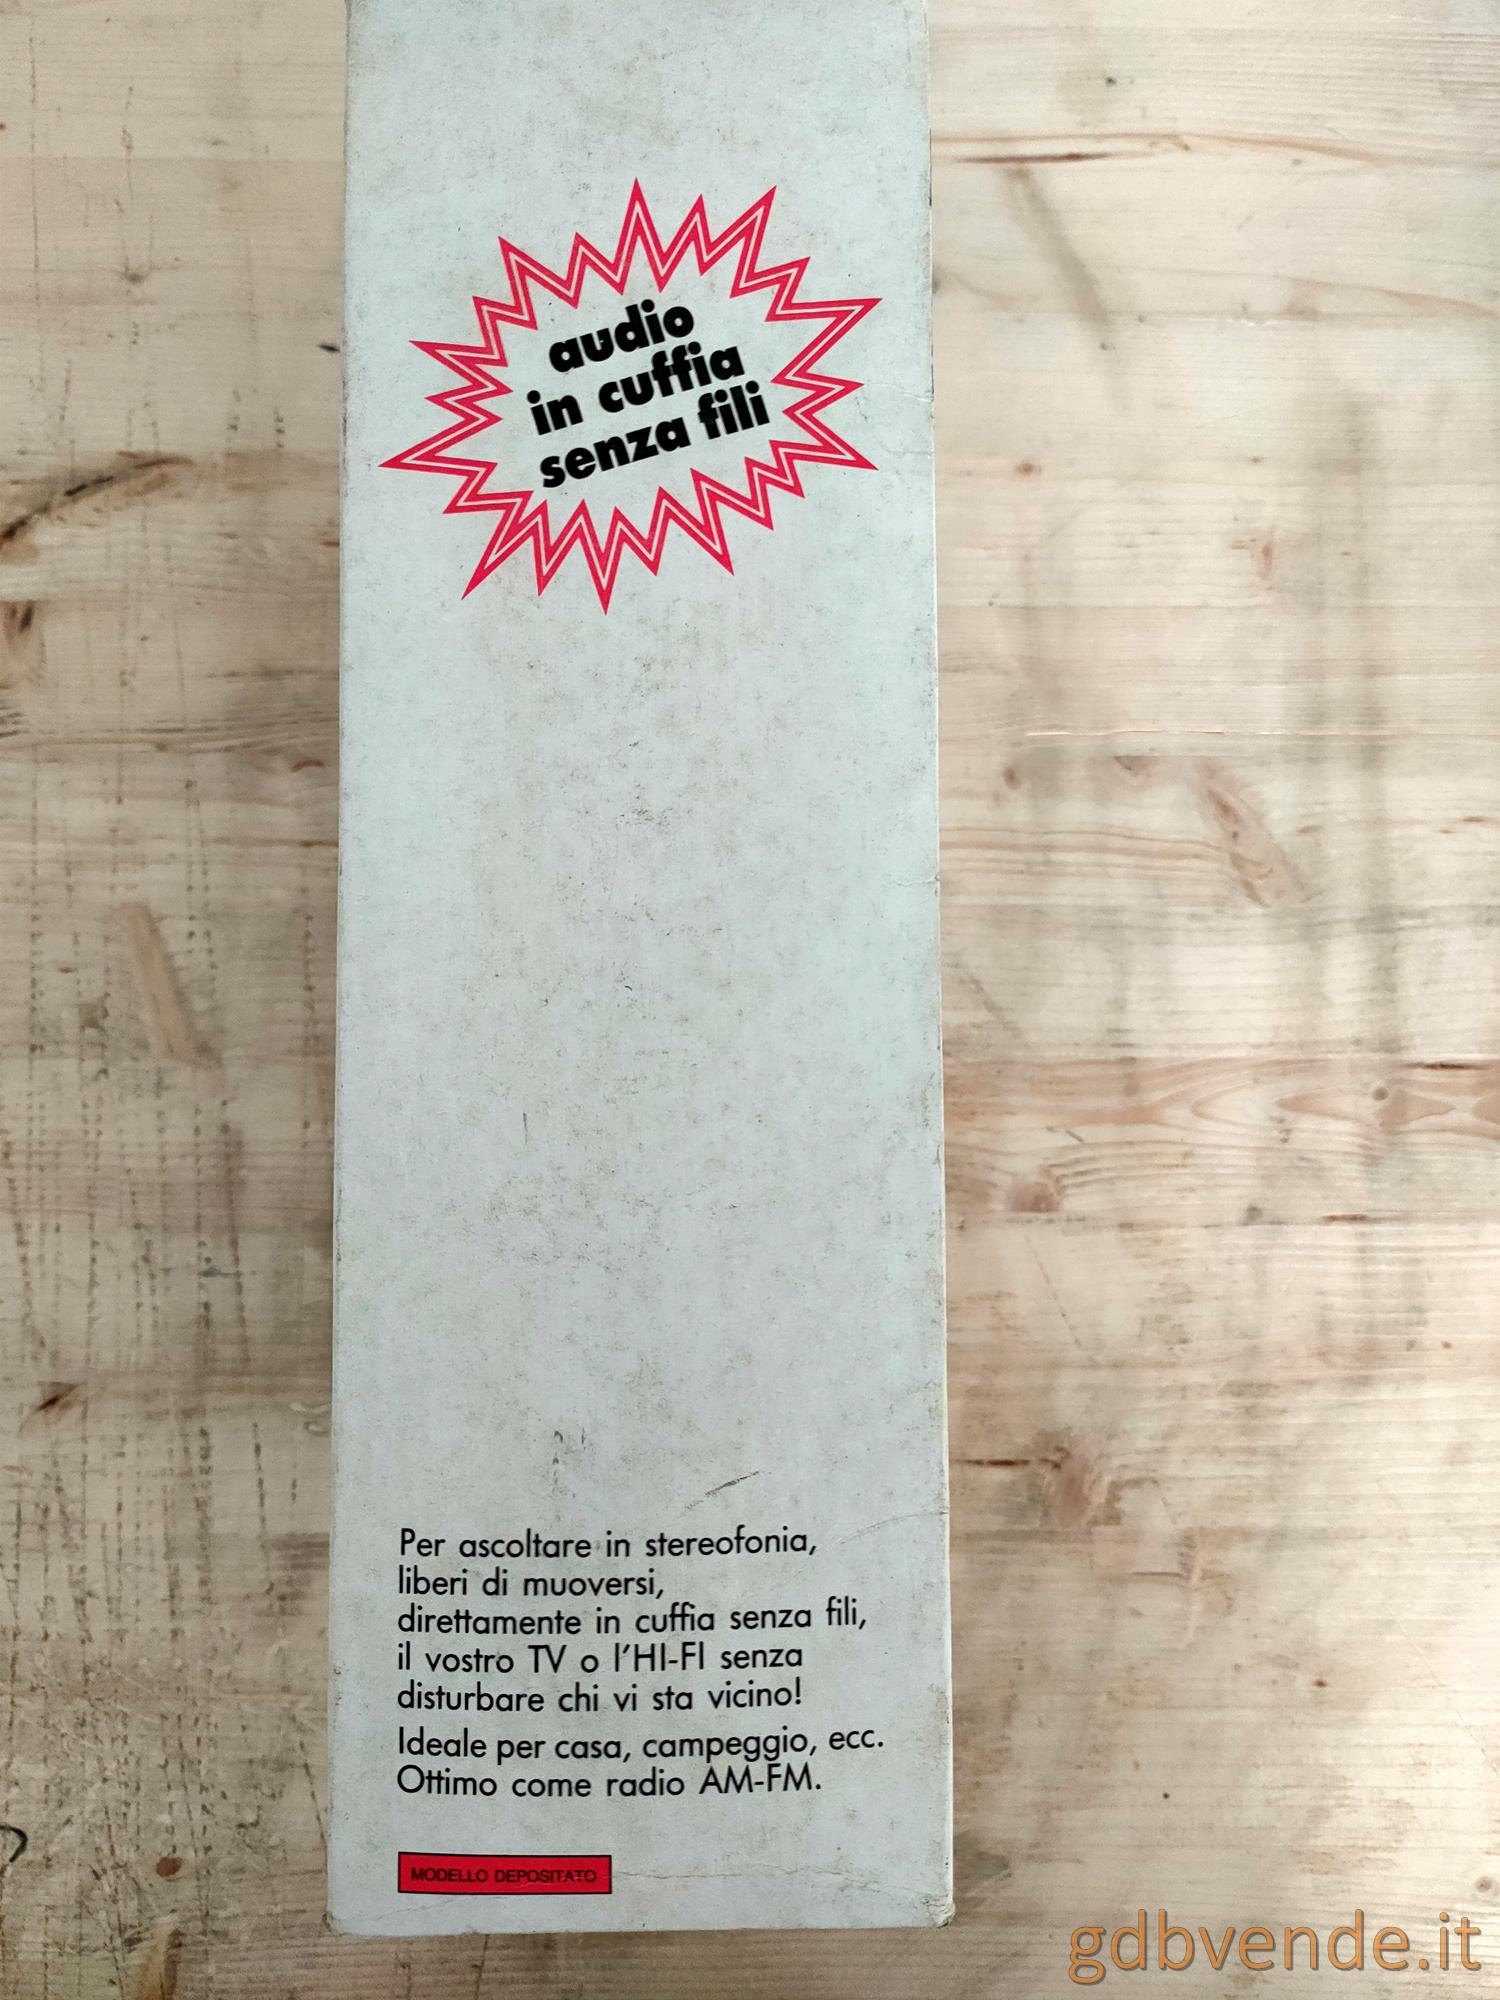 audio
in cuffia
senza fili
Per ascoltare in stereofonia,
liberi di muoversi,
direttamente in cuffia senza fili,
il vostro TV o l'HI-FI senza
disturbare chi vi sta vicino!
Ideale per casa, campeggio, ecc.
Ottimo come radio AM-FM.
MODELLO DEPOSITATO
gdbvende.it